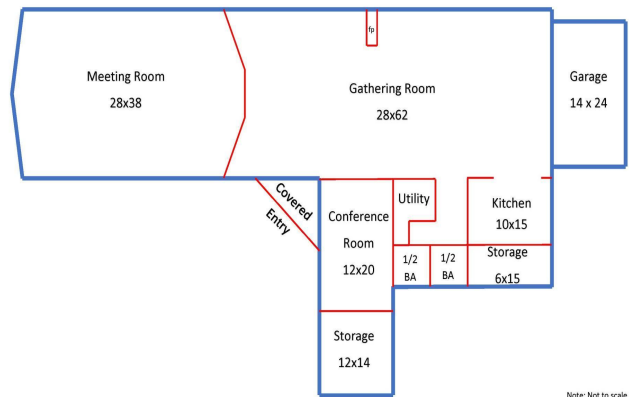 fp
Meeting Room
28x38
Gathering Room
28x62
Garage
14 x 24
Covered
Entry
Conference
Room
12x20
Utility
Kitchen
10x15
1/2
BA
1/2
BA
Storage
6x15
Storage
12x14
Note: Not to scale